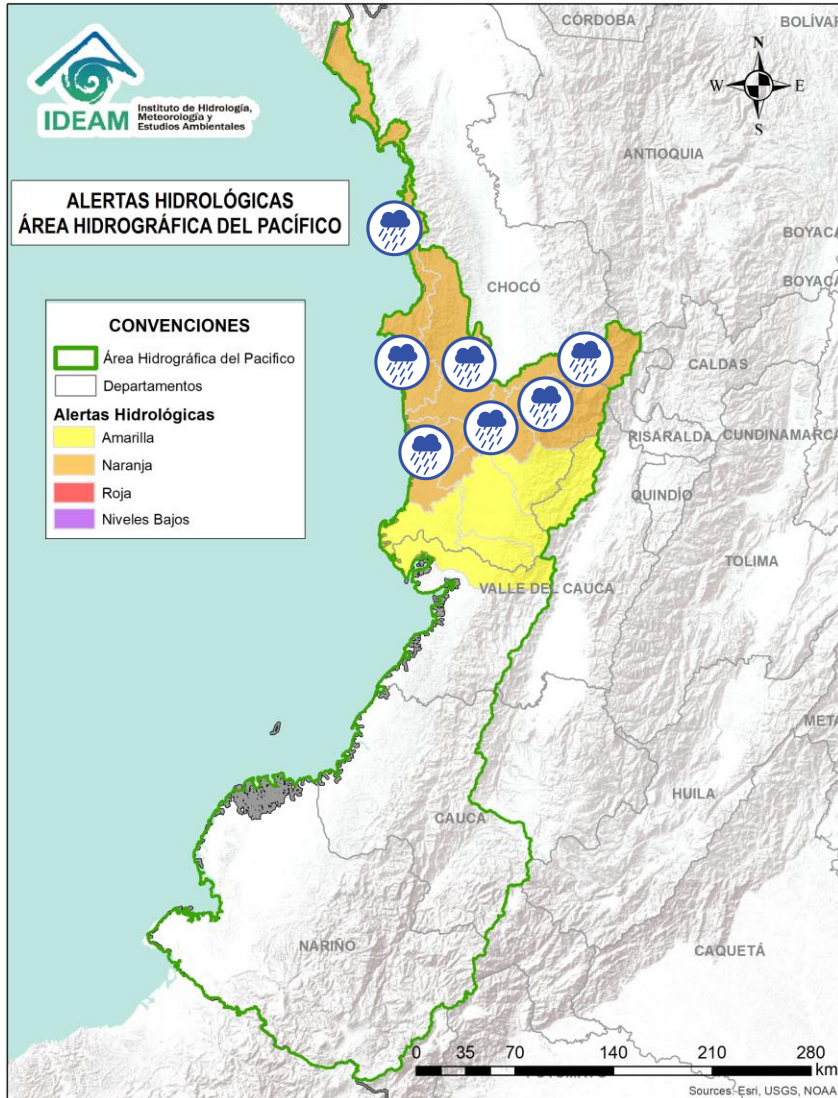 CÓRDOBA
BOLÍVAR
N
W
E
S
IDEAM
Instituto de Hidrología,
Meteorología y
Estudios Ambientales
ANTIOQUIA
ALERTAS HIDROLÓGICAS
ÁREA HIDROGRÁFICA DEL PACÍFICO
BOYACÁ
BOYACÁ
CHOCÓ
CONVENCIONES
Área Hidrográfica del Pacifico
Departamentos
Alertas Hidrológicas
Amarilla
Naranja
Roja
Niveles Bajos
CALDAS
RISARALDA
CUNDINAMARCA
QUINDÍO
TOLIMA
VALLE DEL CAUCA
META
HUILA
CAUCA
NARIÑO
CAQUETÁ
0 35 70 140 210 280
km
Sources: Esri, USGS, NOAA